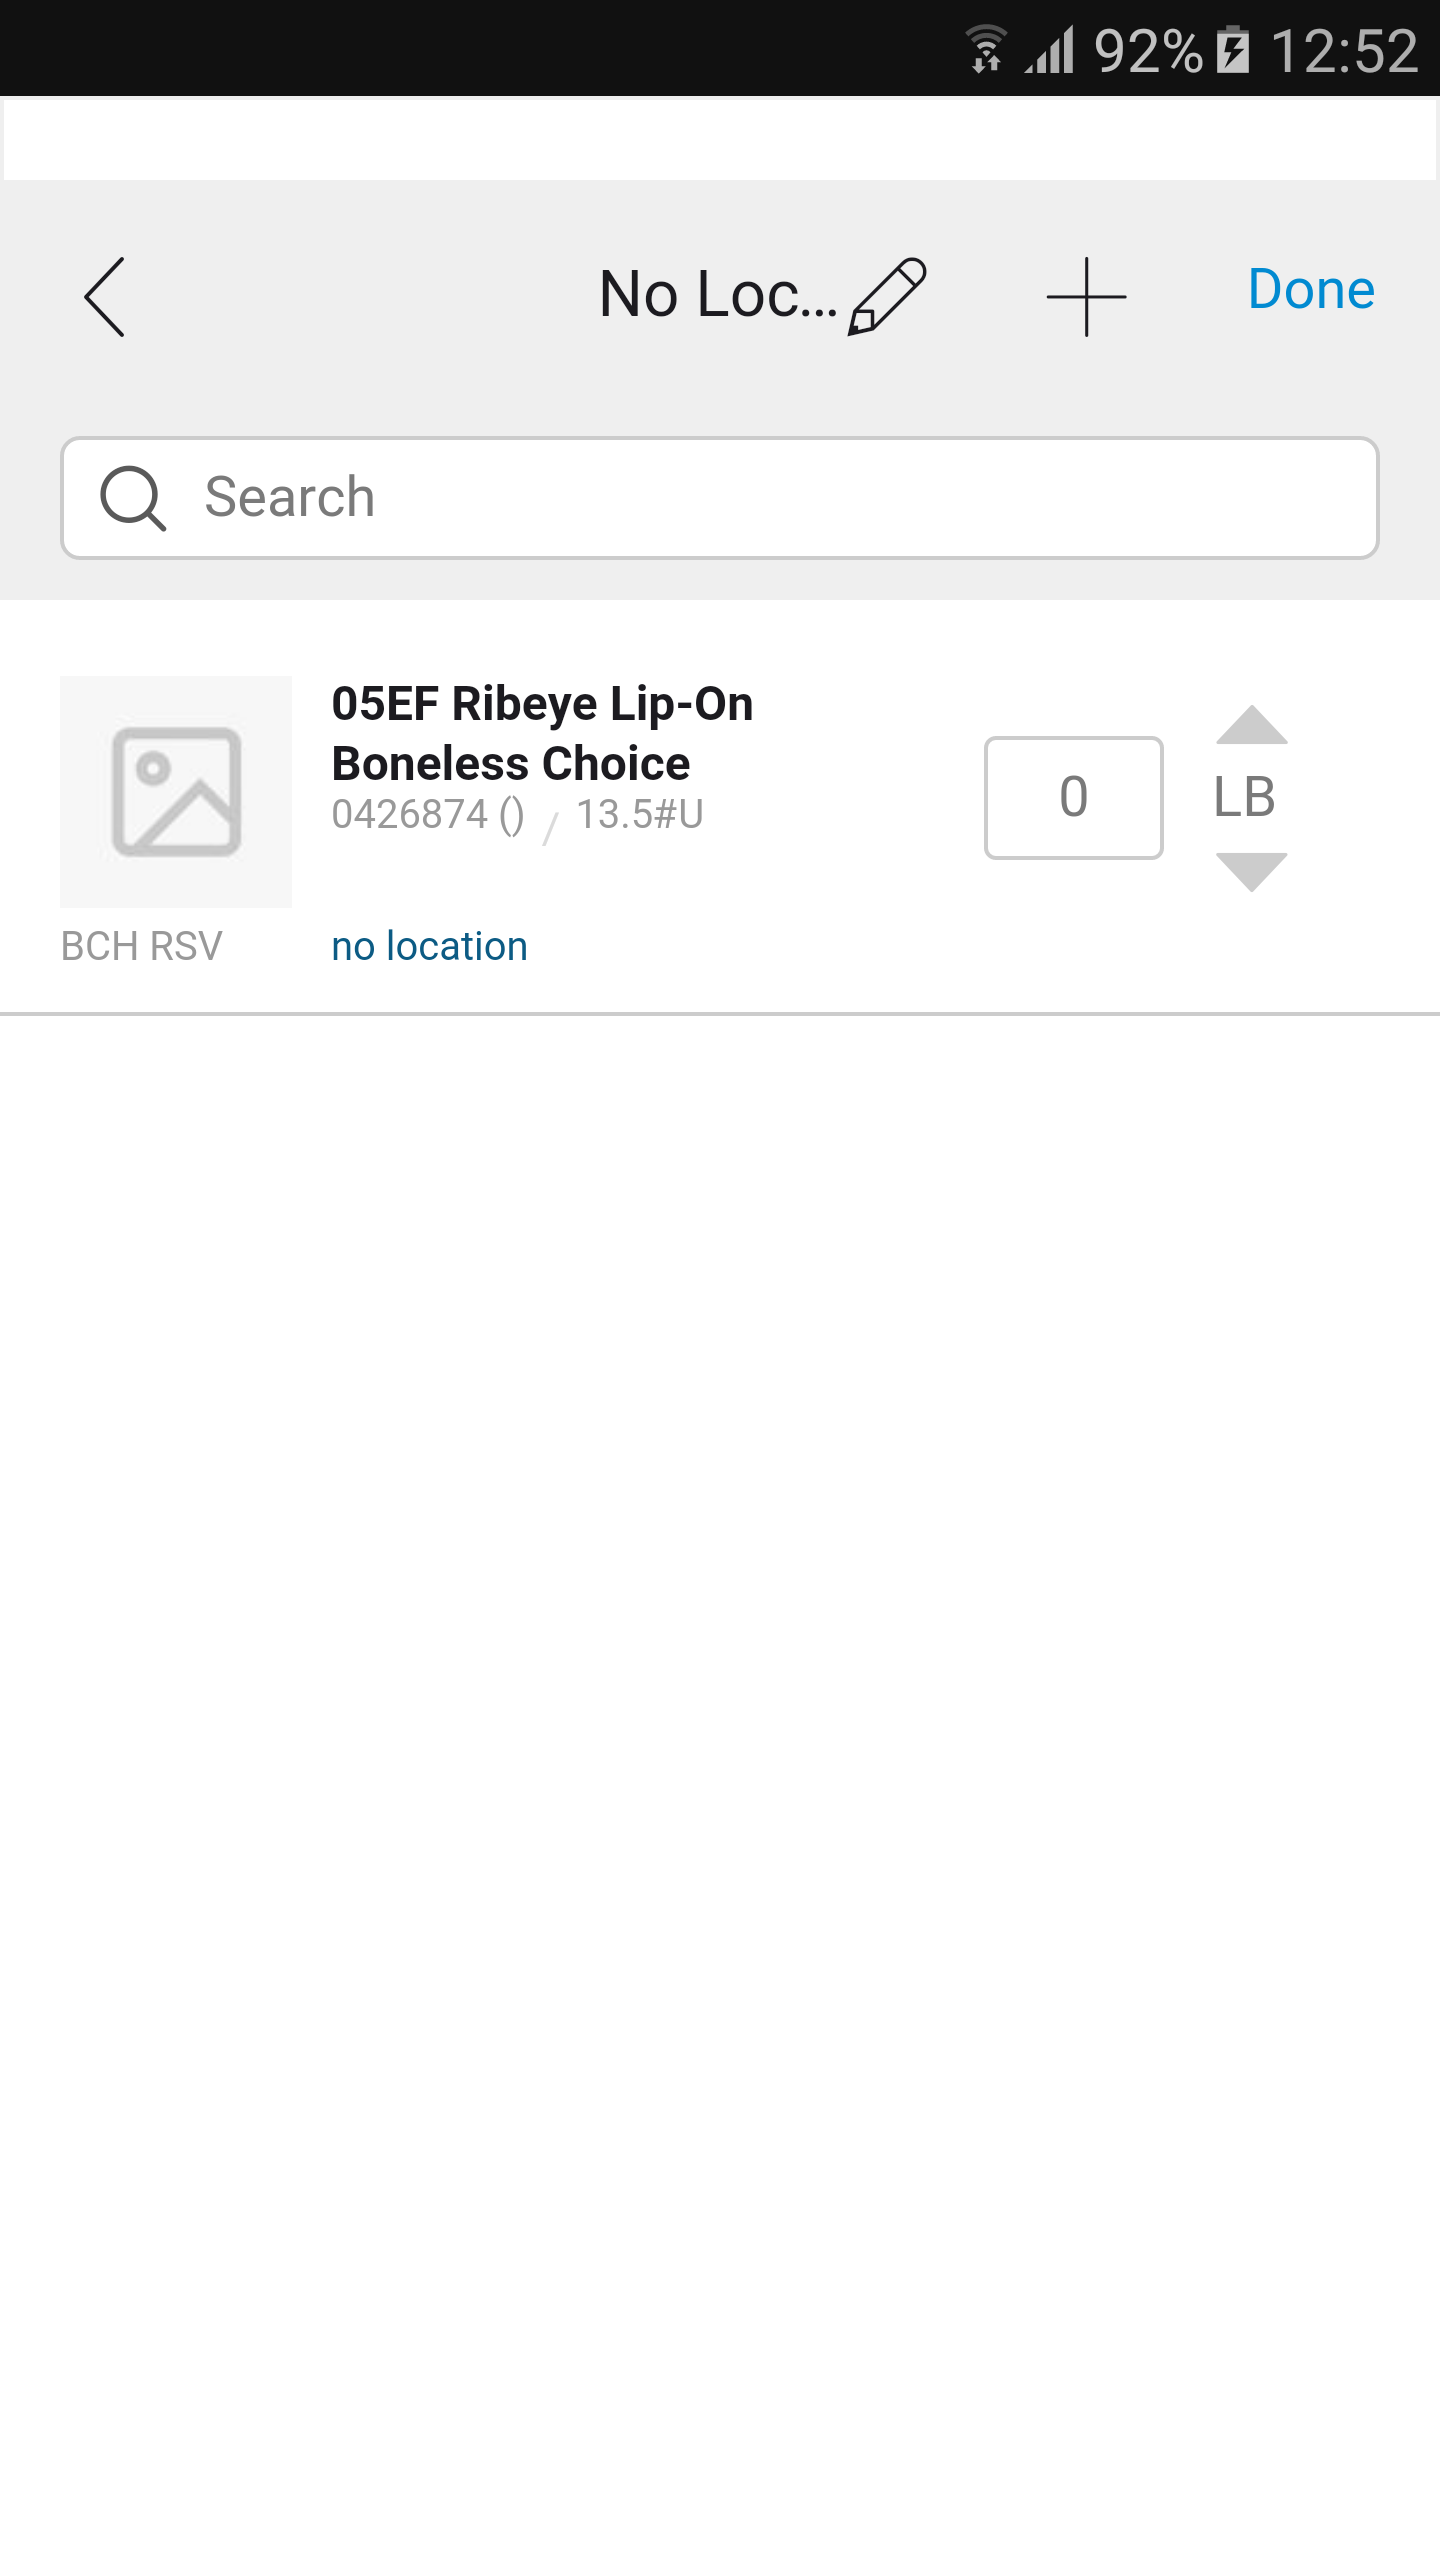 92% 12:52
No Loc... Done
Search
05EF Ribeye Lip-On
Boneless Choice
0426874 () / 13.5#U
0 LB
BCH RSV no location